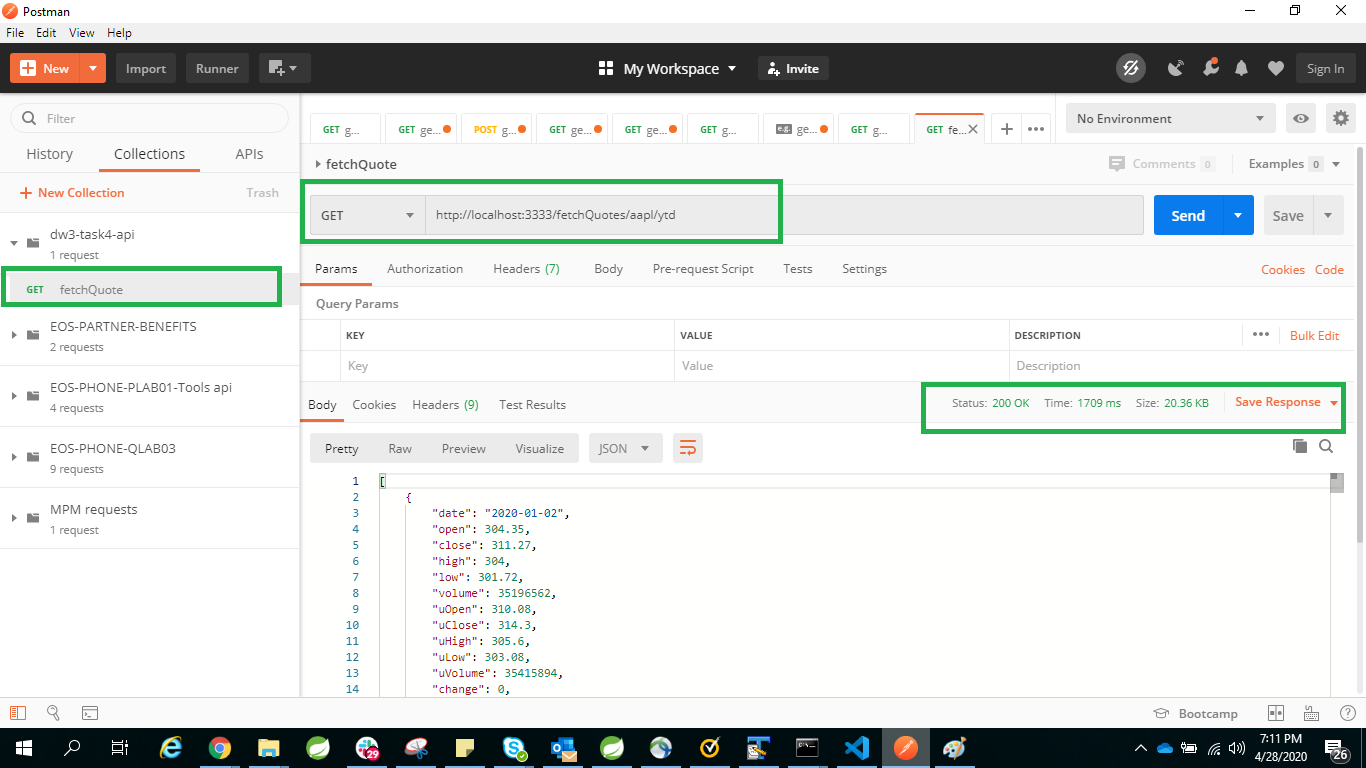 Postman
File Edit View Help
New Import Runner My Workspace Invite Sign In
Filter
History Collections APIs
New Collection Trash
dw3-task4-api
1 request
GET fetchQuote
EOS-PARTNER-BENEFITS
2 requests
EOS-PHONE-PLAB01-Tools api
4 requests
EOS-PHONE-QLAB03
9 requests
MPM requests
1 request
GET g... GET ge... POST g... GET ge... GET ge... GET g... e.g. ge... GET g... GET fe...
No Environment
fetchQuote Comments 0 Examples 0
GET http://localhost:3333/fetchQuotes/aapl/ytd Send Save
Params Authorization Headers (7) Body Pre-request Script Tests Settings Cookies Code
Query Params
KEY VALUE DESCRIPTION Bulk Edit
Key Value Description
Body Cookies Headers (9) Test Results Status: 200 OK Time: 1709 ms Size: 20.36 KB Save Response
Pretty Raw Preview Visualize JSON
1 [
2 {
3 "date": "2020-01-02",
4 "open": 304.35,
5 "close": 311.27,
6 "high": 304,
7 "low": 301.72,
8 "volume": 35196562,
9 "uOpen": 310.08,
10 "uClose": 314.3,
11 "uHigh": 305.6,
12 "uLow": 303.08,
13 "uVolume": 35415894,
14 "change": 0,
Bootcamp
29
7:11 PM
4/28/2020
26